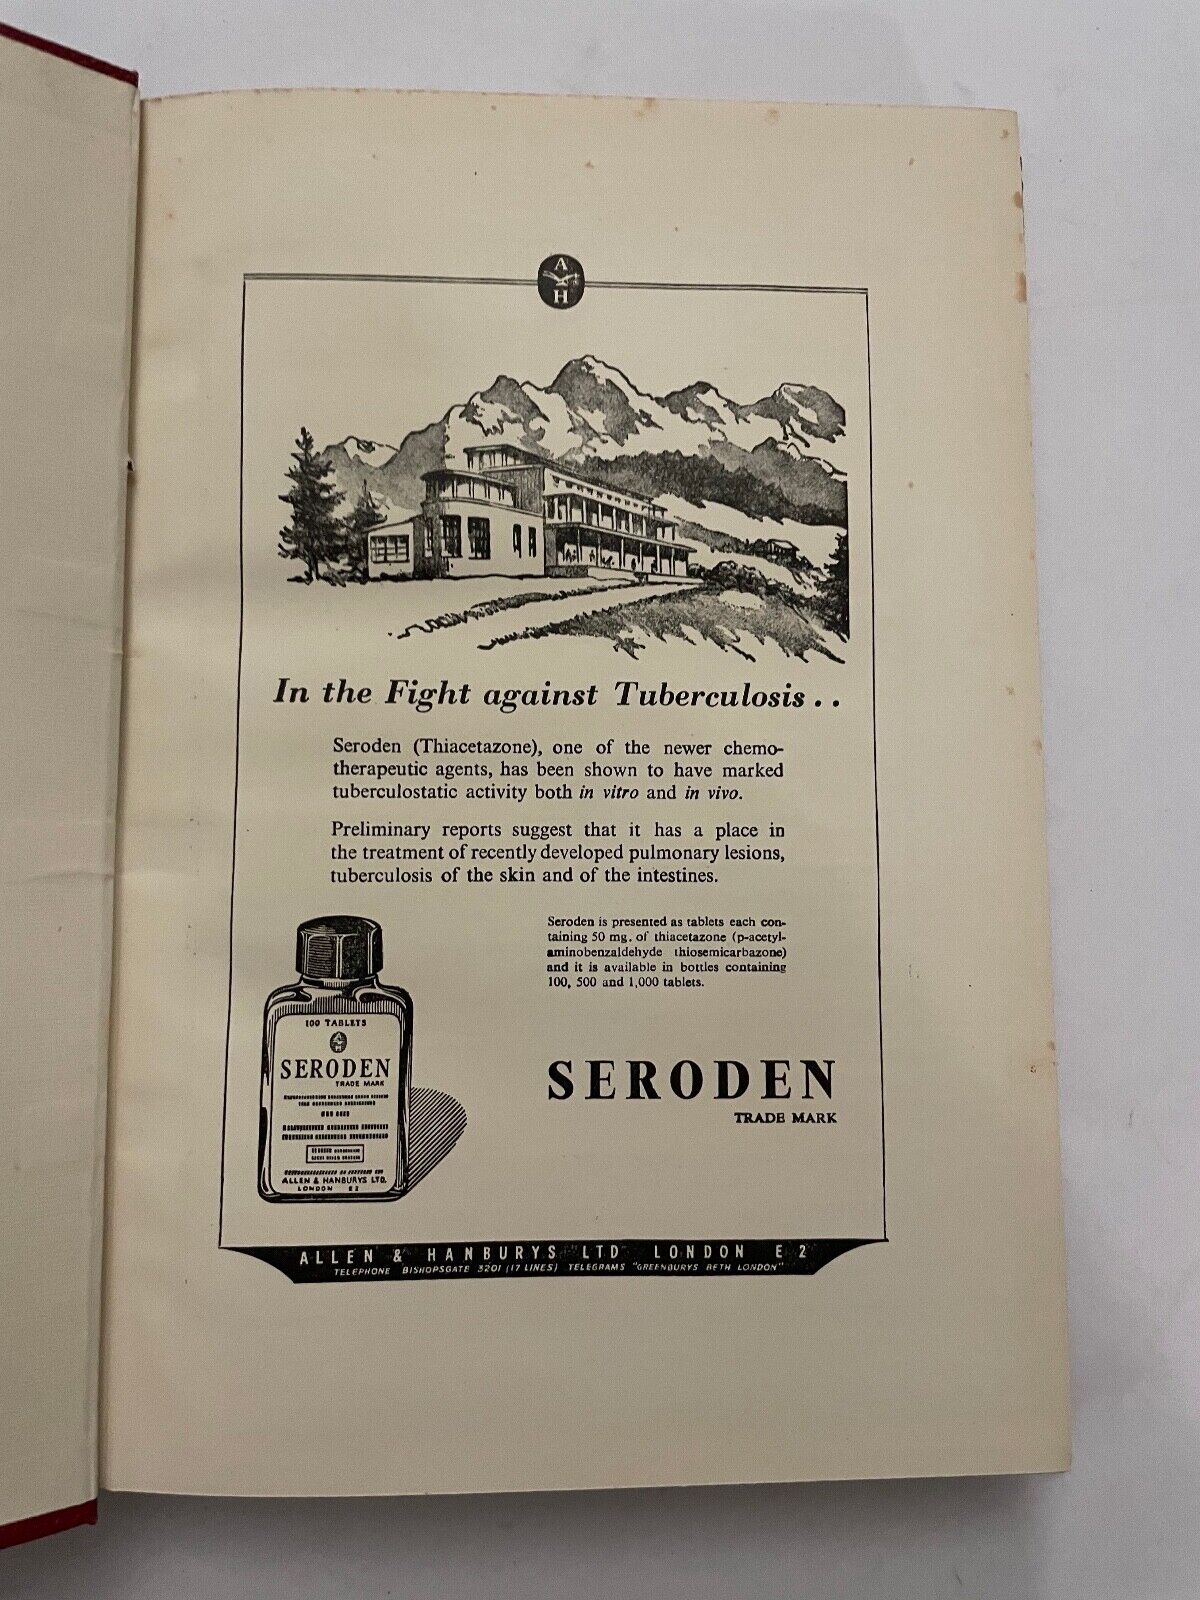 A
H
In the Fight against Tuberculosis . .
Seroden (Thiacetazone), one of the newer chemo-
therapeutic agents, has been shown to have marked
tuberculostatic activity both in vitro and in vivo.
Preliminary reports suggest that it has a place in
the treatment of recently developed pulmonary lesions,
tuberculosis of the skin and of the intestines.
Seroden is presented as tablets each con-
taining 50 mg. of thiacetazone (p-acetyl-
aminobenzaldehyde thiosemicarbazone)
and it is available in bottles containing
100, 500 and 1,000 tablets.
100 TABLETS
SERODEN
TRADE MARK
ALLEN & HANBURYS LTD.
LONDON E 2
SERODEN
TRADE MARK
ALLEN & HANBURYS LTD LONDON E 2
TELEPHONE BISHOPSGATE 3201 (17 LINES) TELEGRAMS "GREENBURYS BETH LONDON"